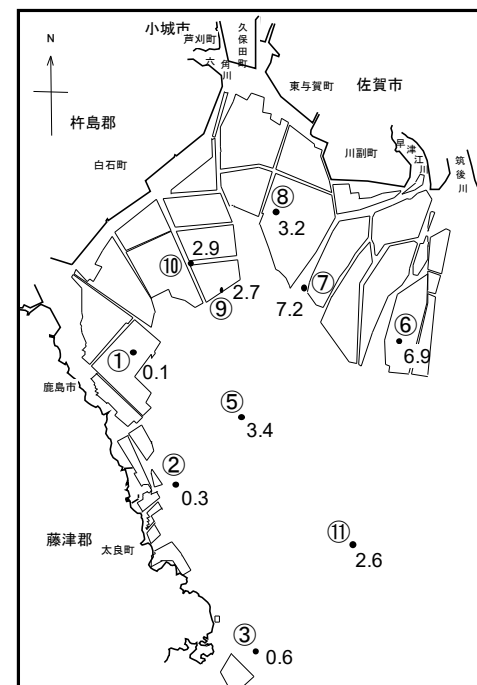 小城市
芦刈町
久保田町
N
六角川
東与賀町
佐賀市
杵島郡
川副町
早津江川
筑後川
白石町
⑧
3.2
⑩
2.9
⑦
7.2
2.7
⑨
⑥
6.9
①
0.1
鹿島市
⑤
3.4
②
0.3
藤津郡
太良町
⑪
2.6
③
0.6